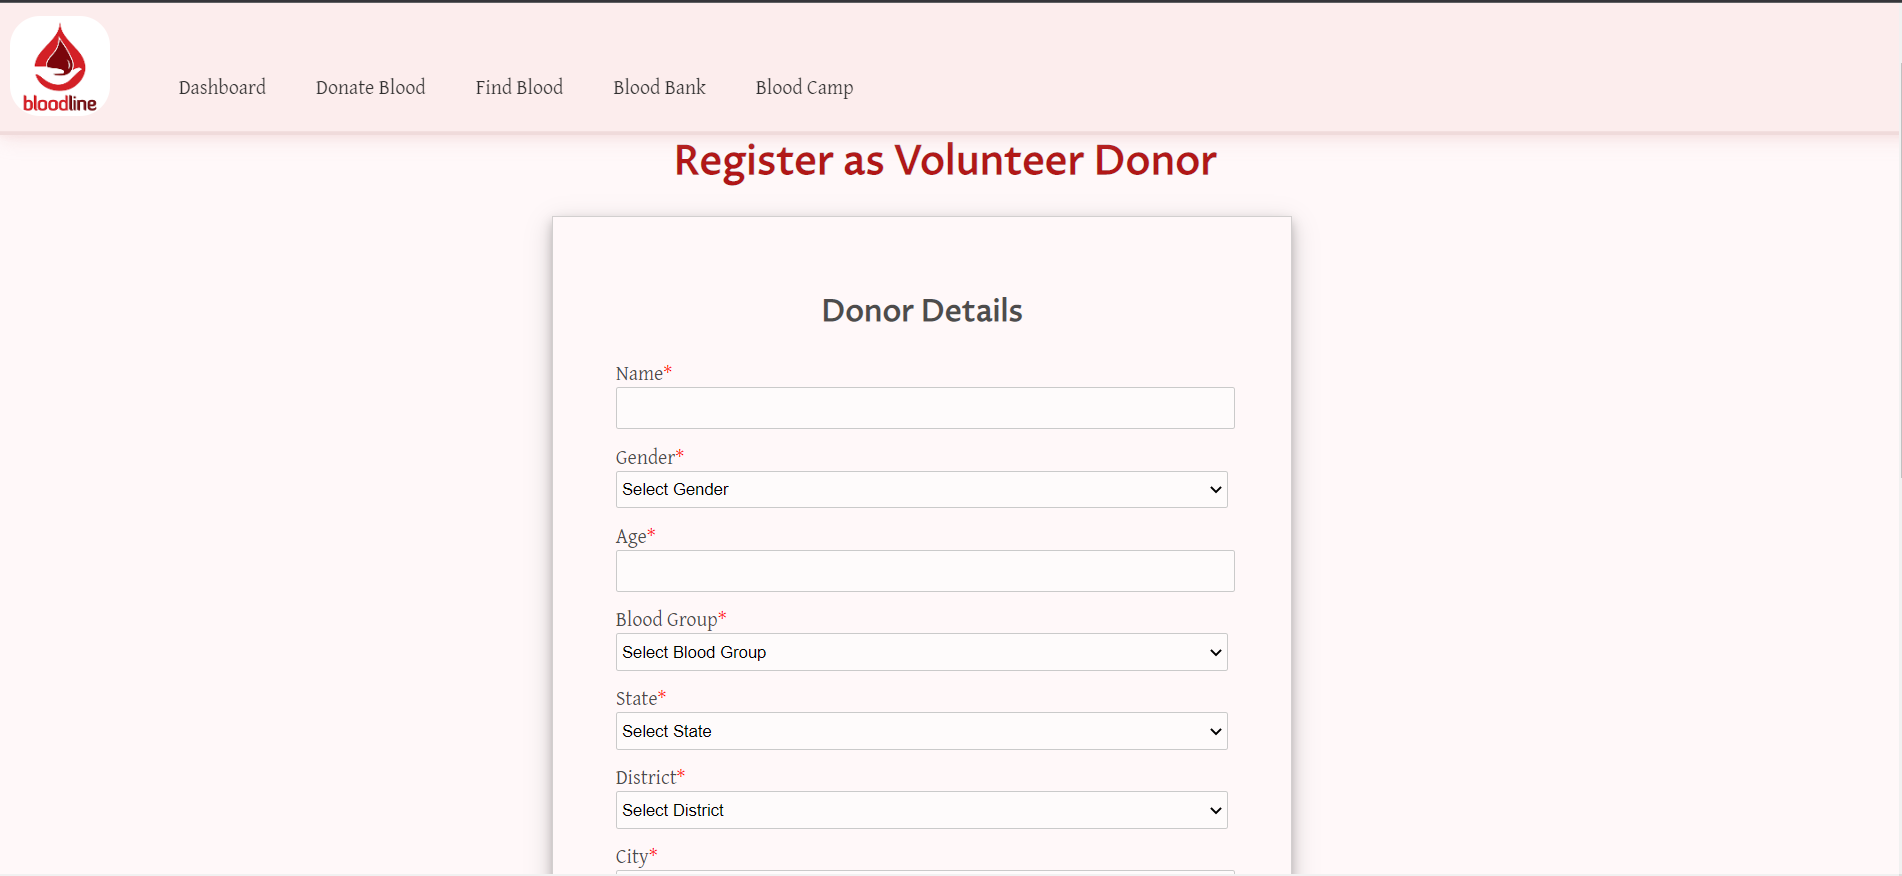 bloodline
Dashboard Donate Blood Find Blood Blood Bank Blood Camp
Register as Volunteer Donor
Donor Details
Name*
Gender*
Select Gender
Age*
Blood Group*
Select Blood Group
State*
Select State
District*
Select District
City*